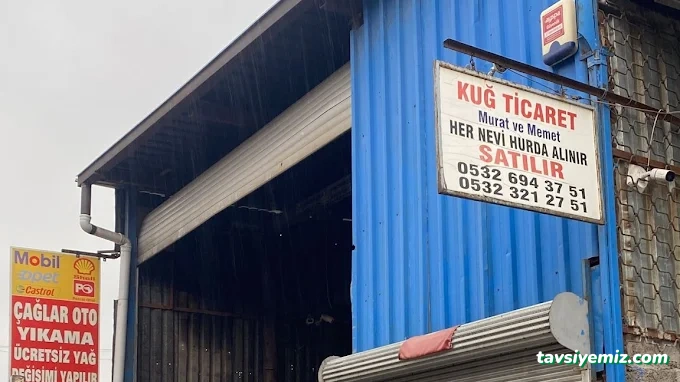 KUĞ TİCARET
Murat ve Memet
HER NEVİ HURDA ALINIR
SATILIR
0532 694 37 51
0532 321 27 51
Mobil
opet
Shell
Castrol
PO
ÇAĞLAR OTO
YIKAMA
ÜCRETSİZ YAĞ
DEĞİŞİMİ YAPILIR
tavsiyemiz.com